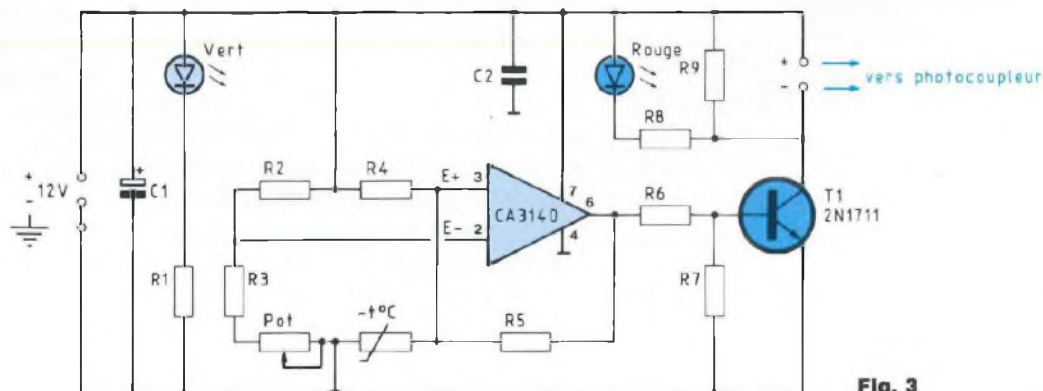 Vert
C2
Rouge
R9
+
-
vers photocoupleur
R8
+
12V
-
+
C1
R2
R4
E+
3
7
CA3140
6
E-
2
4
R6
T1
2N1711
R1
R3
R7
Pot
-t°C
R5
Fig. 3